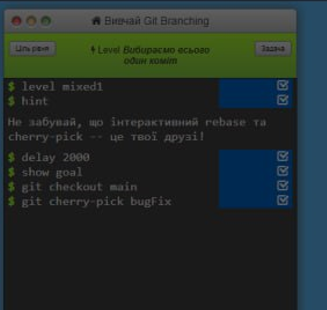 Вивчай Git Branching
Ціль рівня
Level Вибираємо всього
один коміт
Задача
$ level mixed1
$ hint
Не забувай, що інтерактивний rebase та
cherry-pick -- це твої друзі!
$ delay 2000
$ show goal
$ git checkout main
$ git cherry-pick bugFix